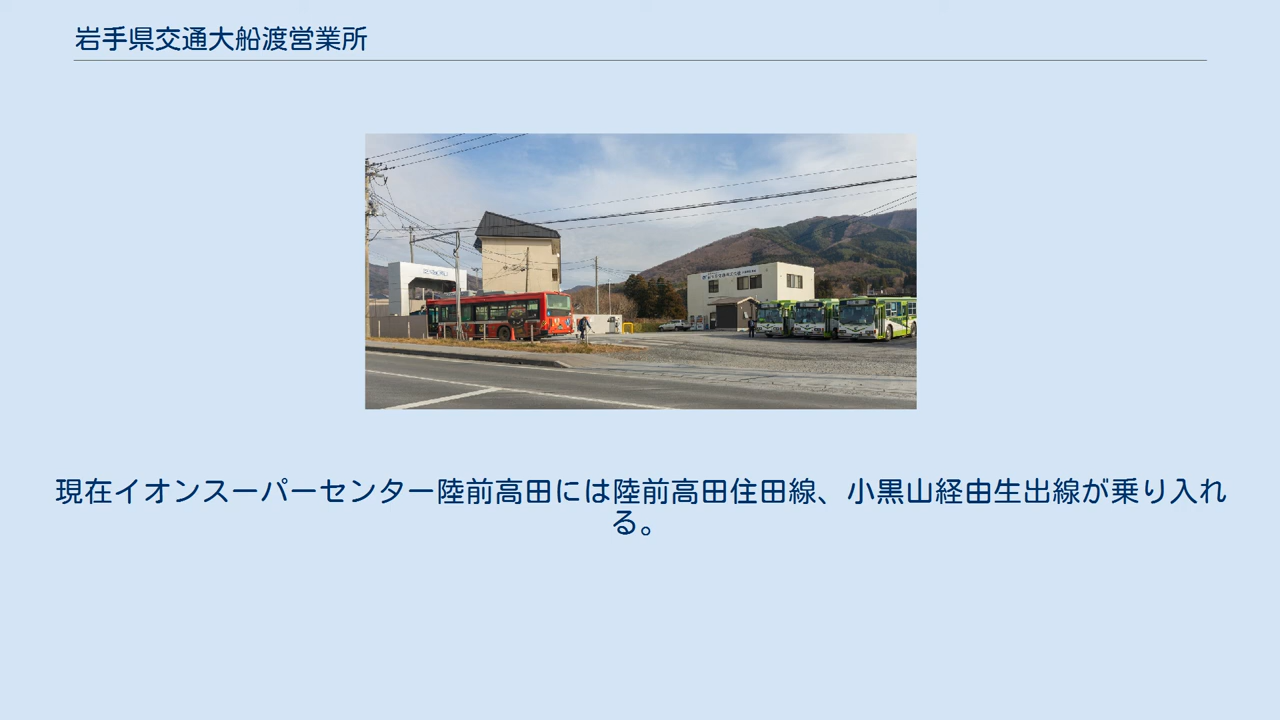 岩手県交通大船渡営業所
現在イオンスーパーセンター陸前高田には陸前高田住田線、小黒山経由生出線が乗り入れ
る。